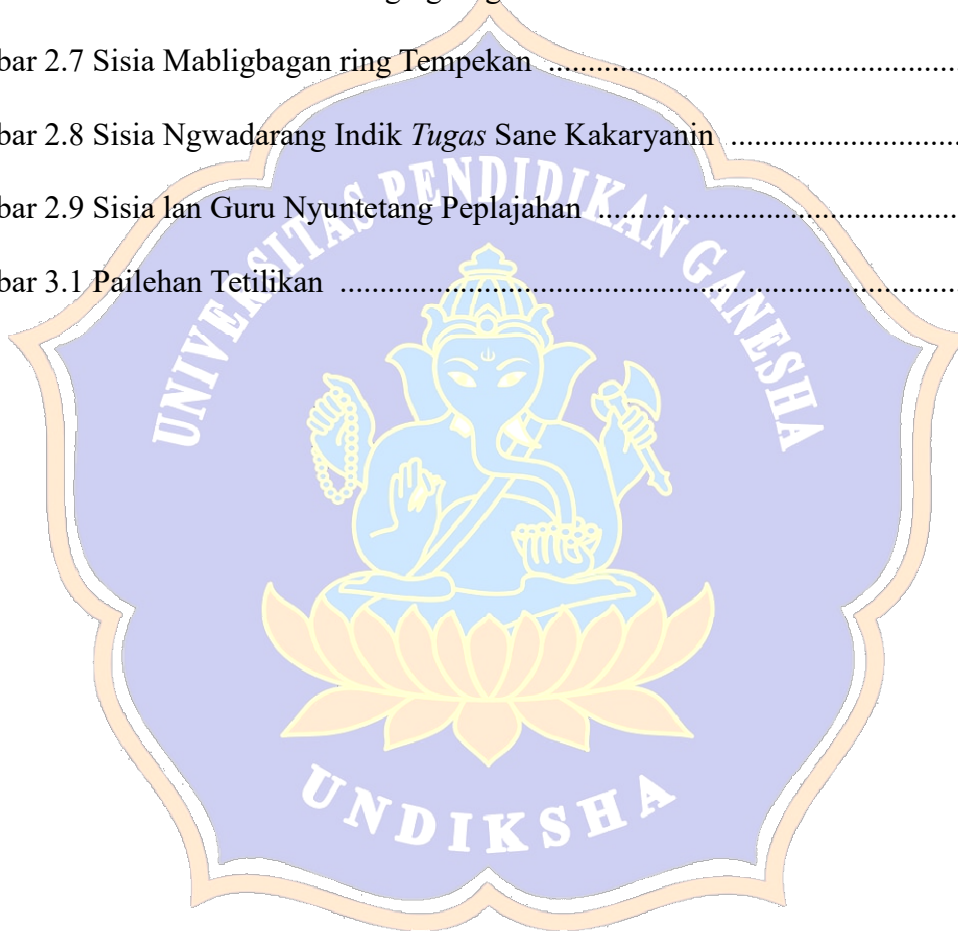 bar 2.7 Sisia Mabligbagan ring Tempekan ........................................................
bar 2.8 Sisia Ngwadarang Indik Tugas Sane Kakaryanin ...............................
bar 2.9 Sisia lan Guru Nyuntetang Peplajahan .................................................
bar 3.1 Pailehan Tetilikan .................................................................................
UNIVERSITAS PENDIDIKAN GANESHA
UNDIKSHA